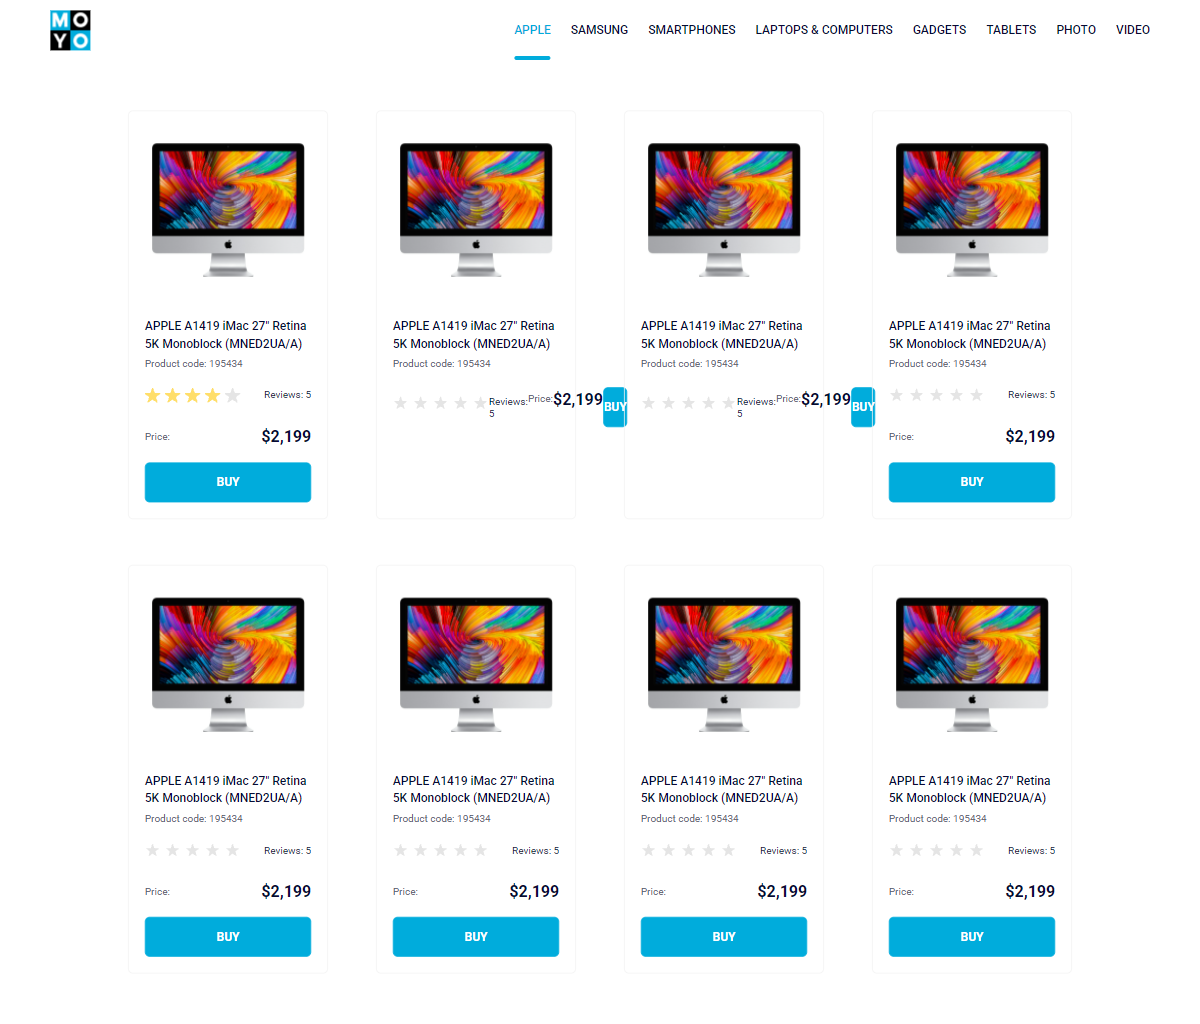 MO
YO
APPLE SAMSUNG SMARTPHONES LAPTOPS & COMPUTERS GADGETS TABLETS PHOTO VIDEO
APPLE A1419 iMac 27" Retina
5K Monoblock (MNED2UA/A)
Product code: 195434
Reviews: 5
Price: $2,199
BUY
APPLE A1419 iMac 27" Retina
5K Monoblock (MNED2UA/A)
Product code: 195434
Reviews:
5
Price: $2,199
BUY
APPLE A1419 iMac 27" Retina
5K Monoblock (MNED2UA/A)
Product code: 195434
Reviews:
5
Price: $2,199
BUY
APPLE A1419 iMac 27" Retina
5K Monoblock (MNED2UA/A)
Product code: 195434
Reviews: 5
Price: $2,199
BUY
APPLE A1419 iMac 27" Retina
5K Monoblock (MNED2UA/A)
Product code: 195434
Reviews: 5
Price: $2,199
BUY
APPLE A1419 iMac 27" Retina
5K Monoblock (MNED2UA/A)
Product code: 195434
Reviews: 5
Price: $2,199
BUY
APPLE A1419 iMac 27" Retina
5K Monoblock (MNED2UA/A)
Product code: 195434
Reviews: 5
Price: $2,199
BUY
APPLE A1419 iMac 27" Retina
5K Monoblock (MNED2UA/A)
Product code: 195434
Reviews: 5
Price: $2,199
BUY